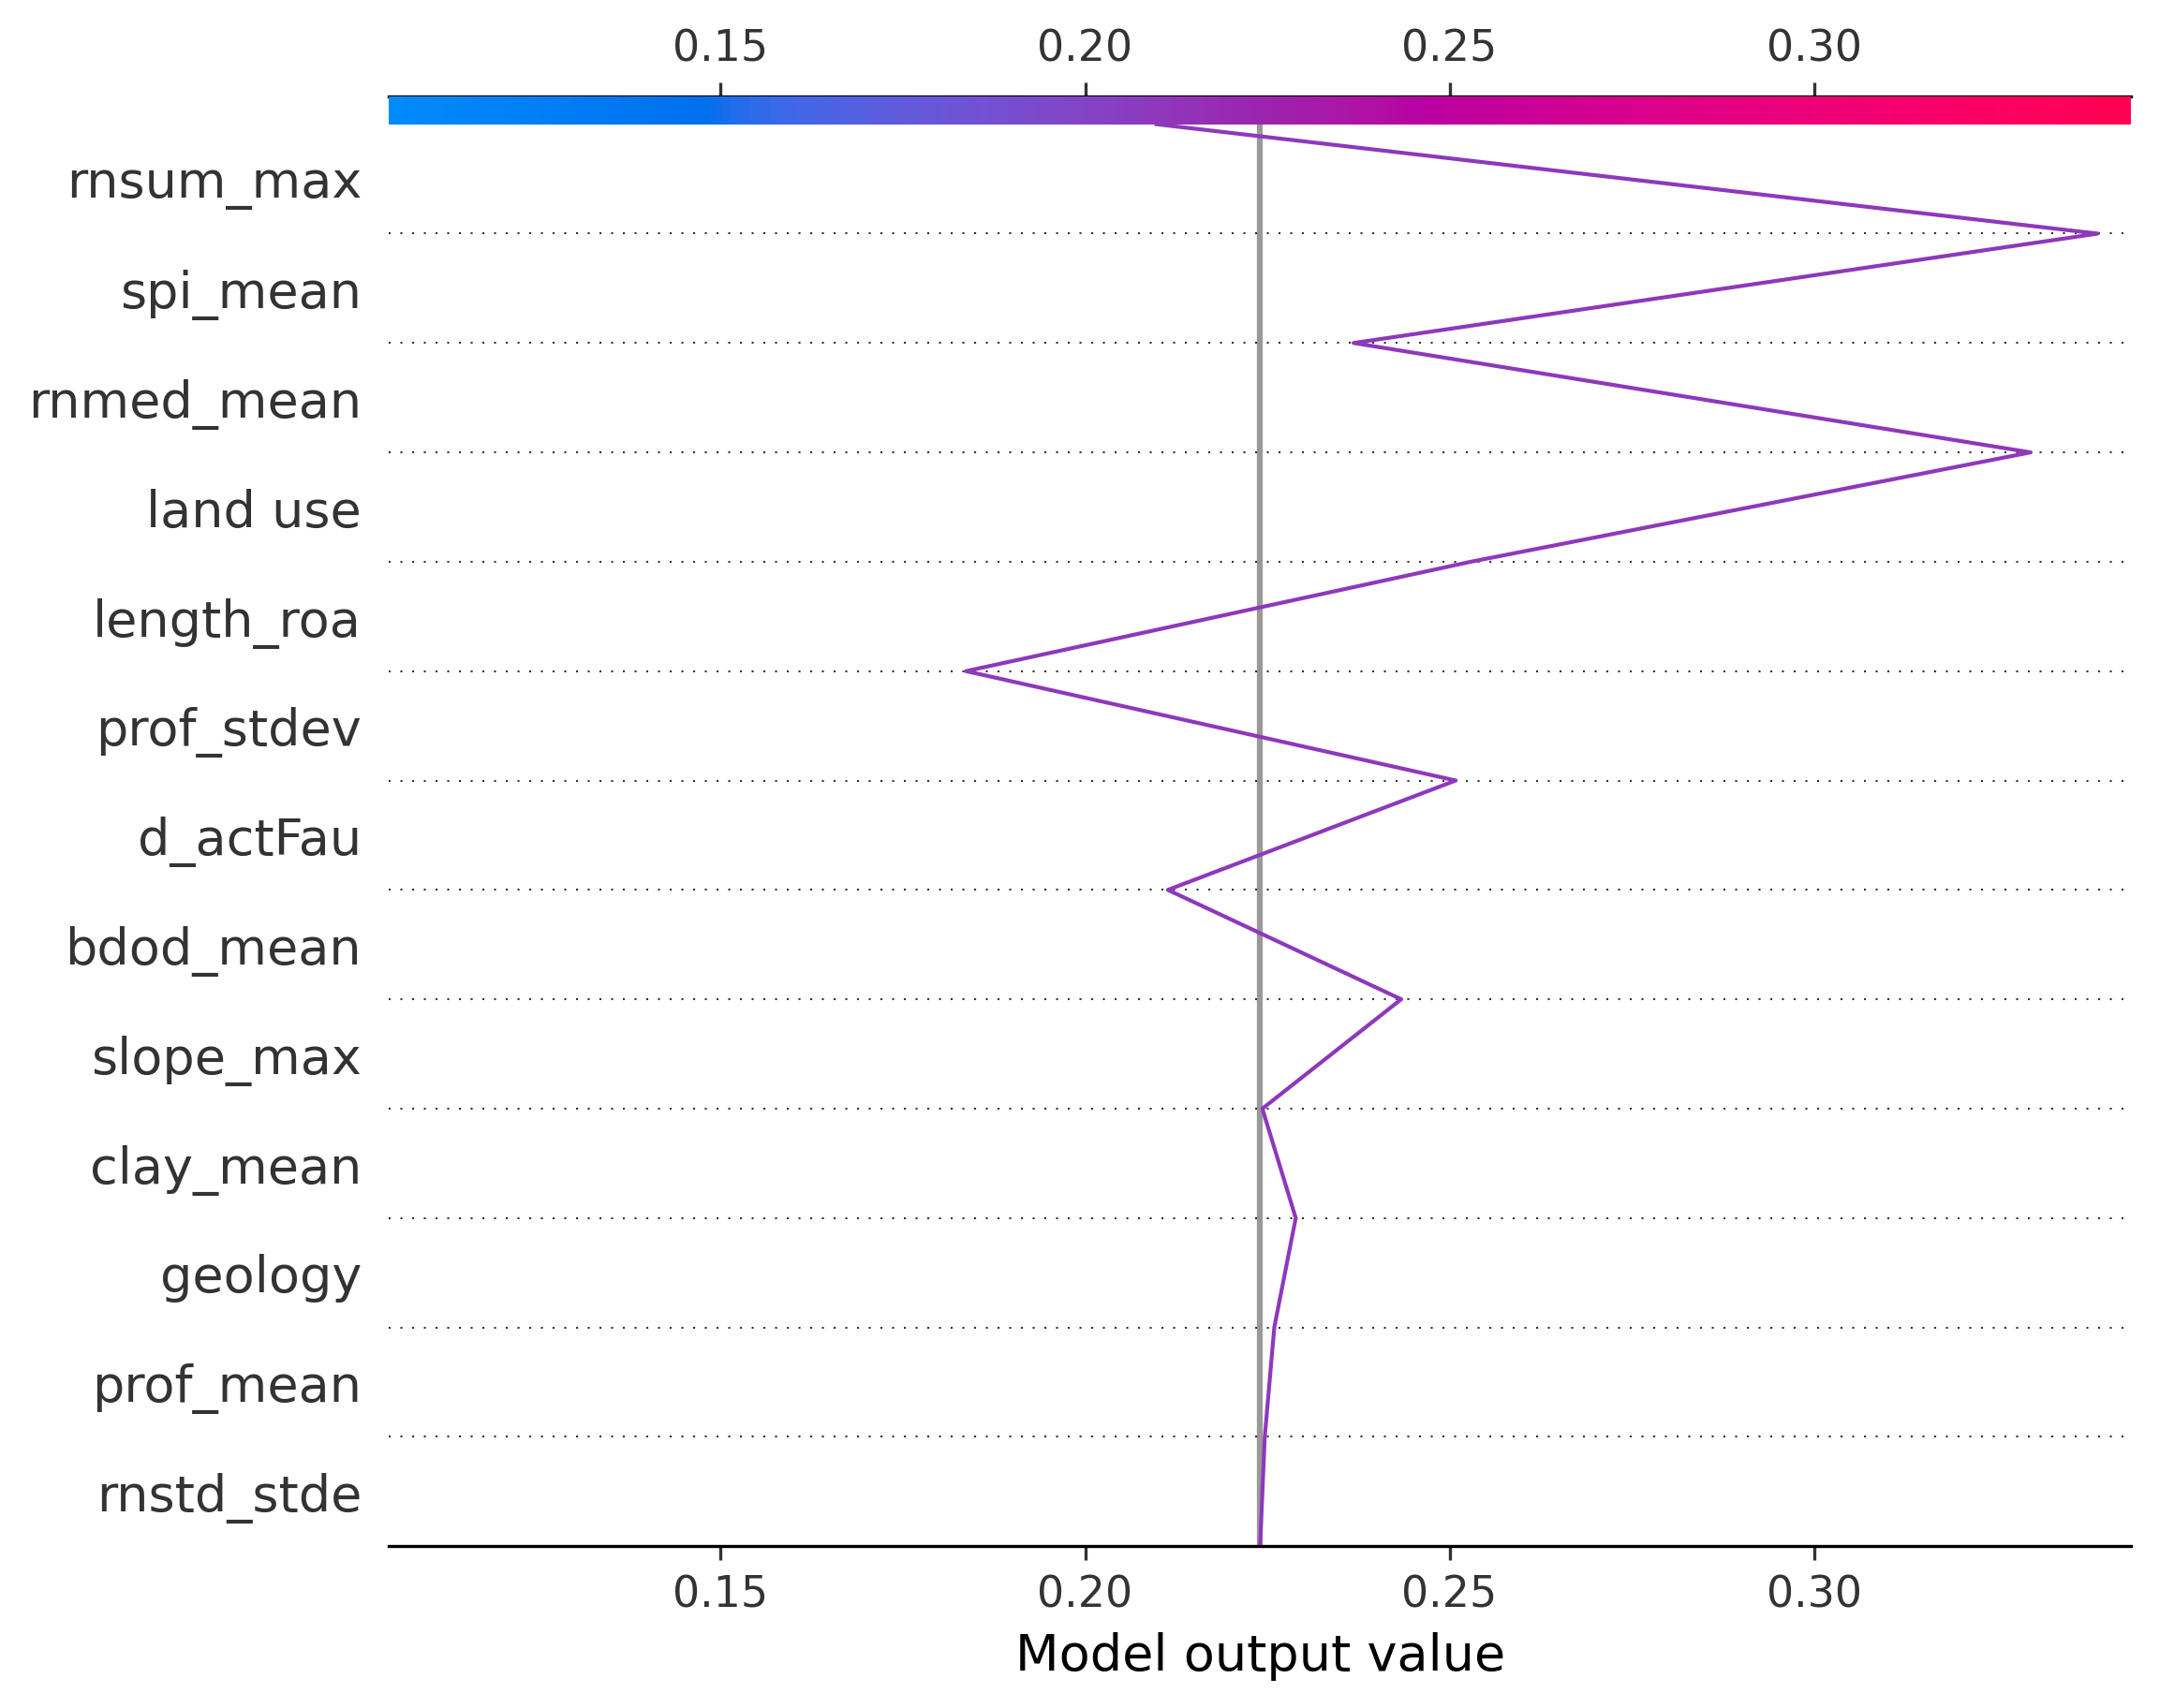 0.15 0.20 0.25 0.30
rnsum_max
spi_mean
rnmed_mean
land use
length_roa
prof_stdev
d_actFau
bdod_mean
slope_max
clay_mean
geology
prof_mean
rnstd_stde
0.15 0.20 0.25 0.30
Model output value